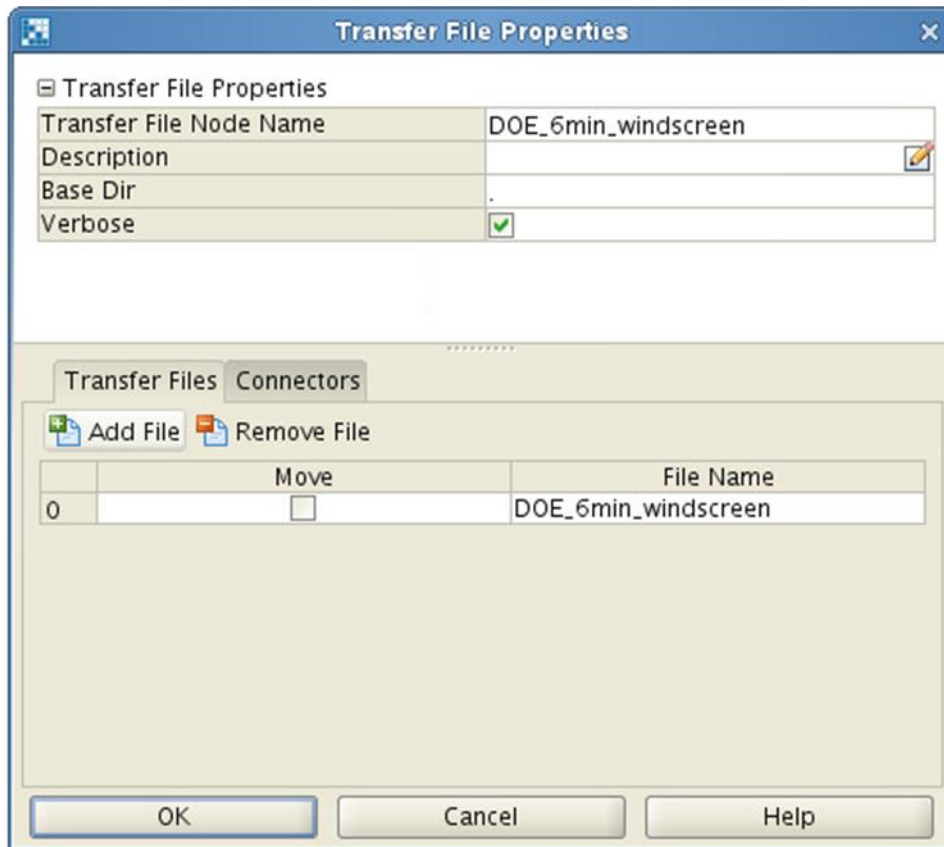 Transfer File Properties
Transfer File Properties
Transfer File Node Name DOE_6min_windscreen
Description
Base Dir .
Verbose
Transfer Files Connectors
Add File Remove File
Move File Name
0 DOE_6min_windscreen
OK Cancel Help